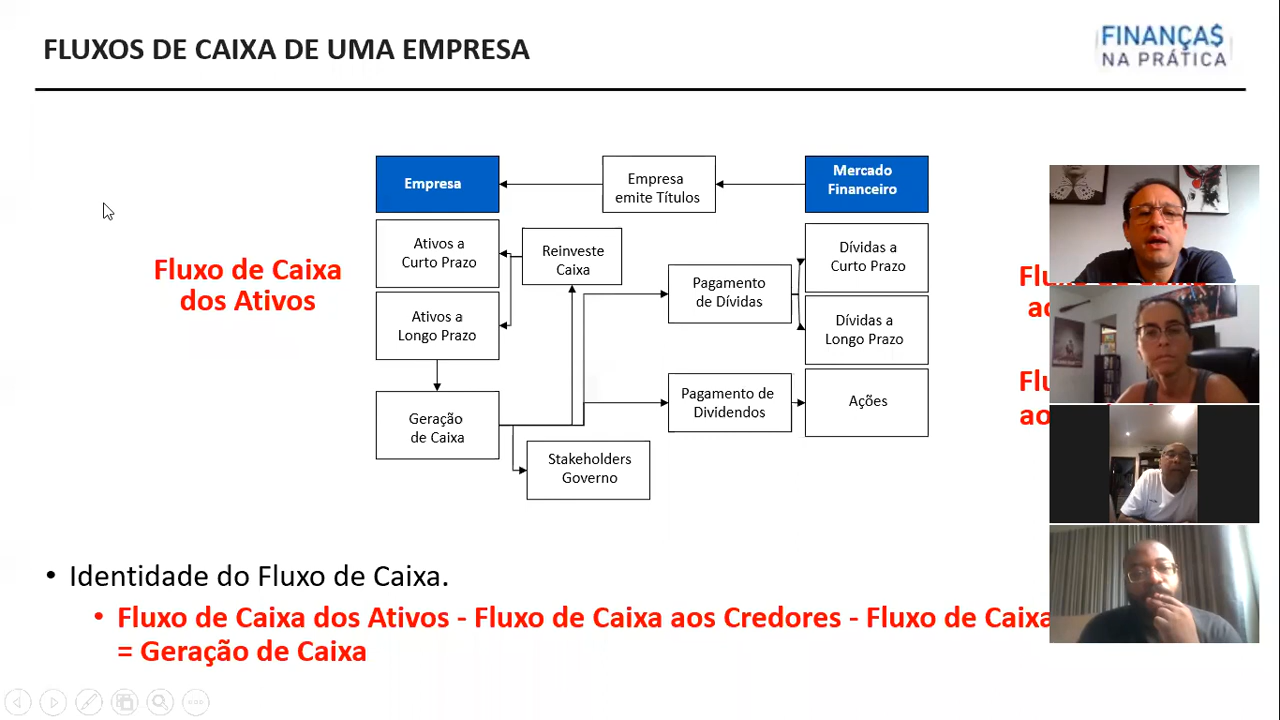 FLUXOS DE CAIXA DE UMA EMPRESA
FINANÇA$
NA PRÁTICA
Empresa
Empresa
emite Títulos
Mercado
Financeiro
Ativos a
Curto Prazo
Reinveste
Caixa
Dívidas a
Curto Prazo
Fluxo de Caixa
dos Ativos
Pagamento
de Dívidas
Ativos a
Longo Prazo
Dívidas a
Longo Prazo
Geração
de Caixa
Pagamento de
Dividendos
Ações
Stakeholders
Governo
• Identidade do Fluxo de Caixa.
• Fluxo de Caixa dos Ativos - Fluxo de Caixa aos Credores - Fluxo de Caixa
= Geração de Caixa